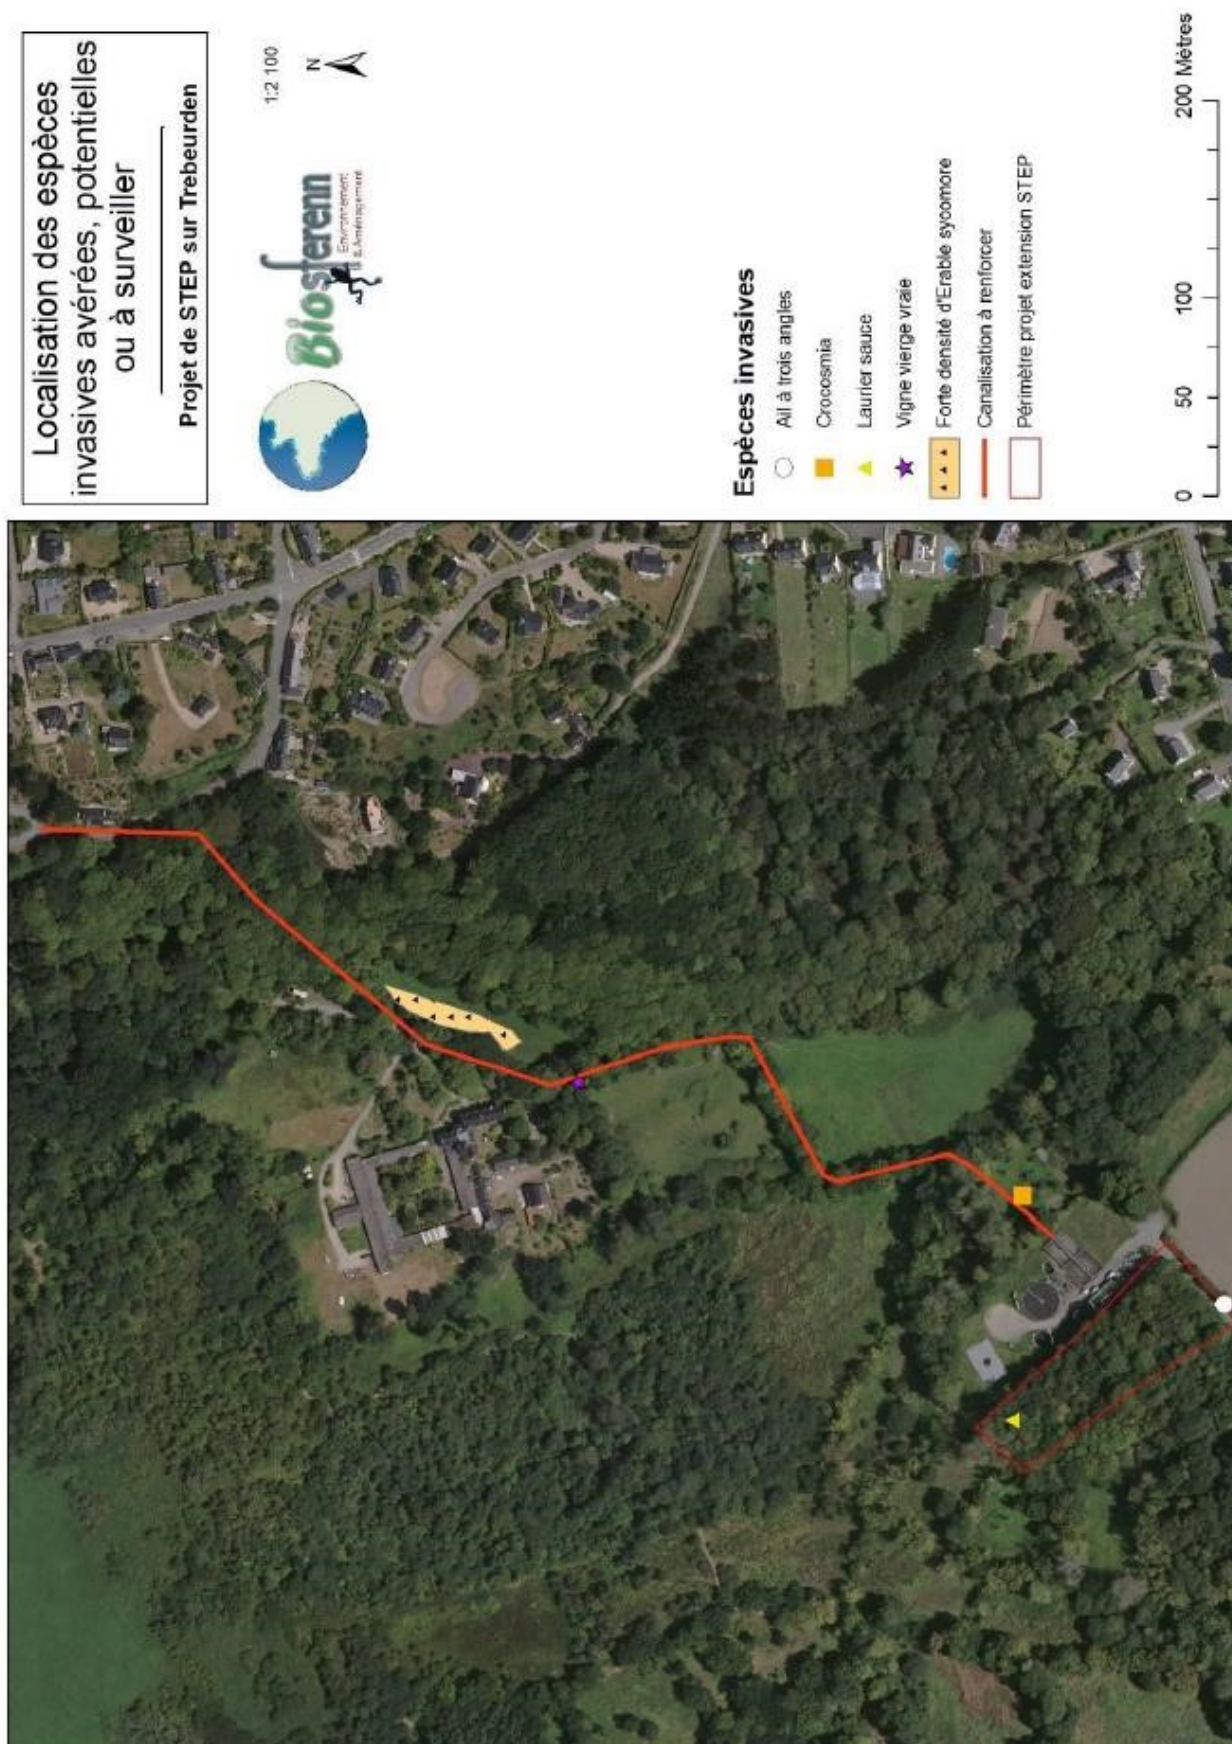 Localisation des espèces
invasives avérées, potentielles
ou à surveiller
Projet de STEP sur Trebeurden
1:2 100
N
Biosferenn
Environnement
& Aménagement
Espèces invasives
Ail à trois angles
Crocosmia
Laurier sauce
Vigne vierge vraie
Forte densité d'Erable sycomore
Canalisation à renforcer
Périmètre projet extension STEP
0 50 100 200 Mètres